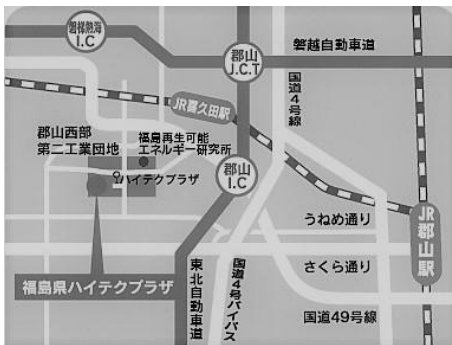 磐梯熱海
I.C
郡山
J.C.T
磐越自動車道
国道4号線
JR喜久田駅
郡山西部
第二工業団地
福島再生可能
エネルギー研究所
ハイテクプラザ
郡山
I.C
うねめ通り
JR郡山駅
さくら通り
福島県ハイテクプラザ
東北自動車道
国道4号バイパス
国道49号線